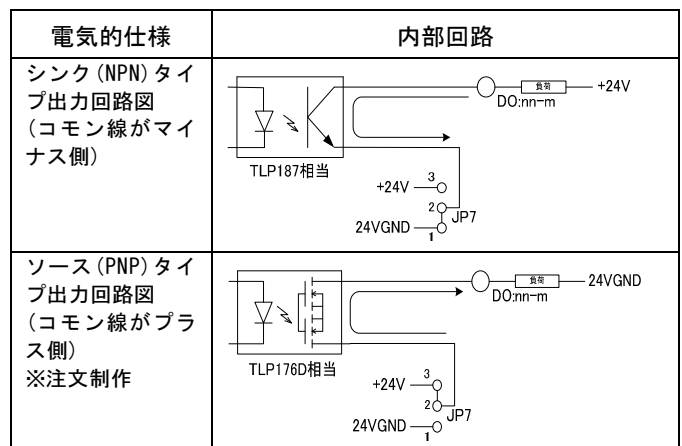 電気的仕様
内部回路
シンク(NPN)タイ
プ出力回路図
(コモン線がマイ
ナス側)
負荷
+24V
DO:nn-m
TLP187相当
+24V
3
2
JP7
24VGND
1
ソース(PNP)タイ
プ出力回路図
(コモン線がプラ
ス側)
※注文制作
負荷
24VGND
DO:nn-m
TLP176D相当
+24V
3
2
JP7
24VGND
1